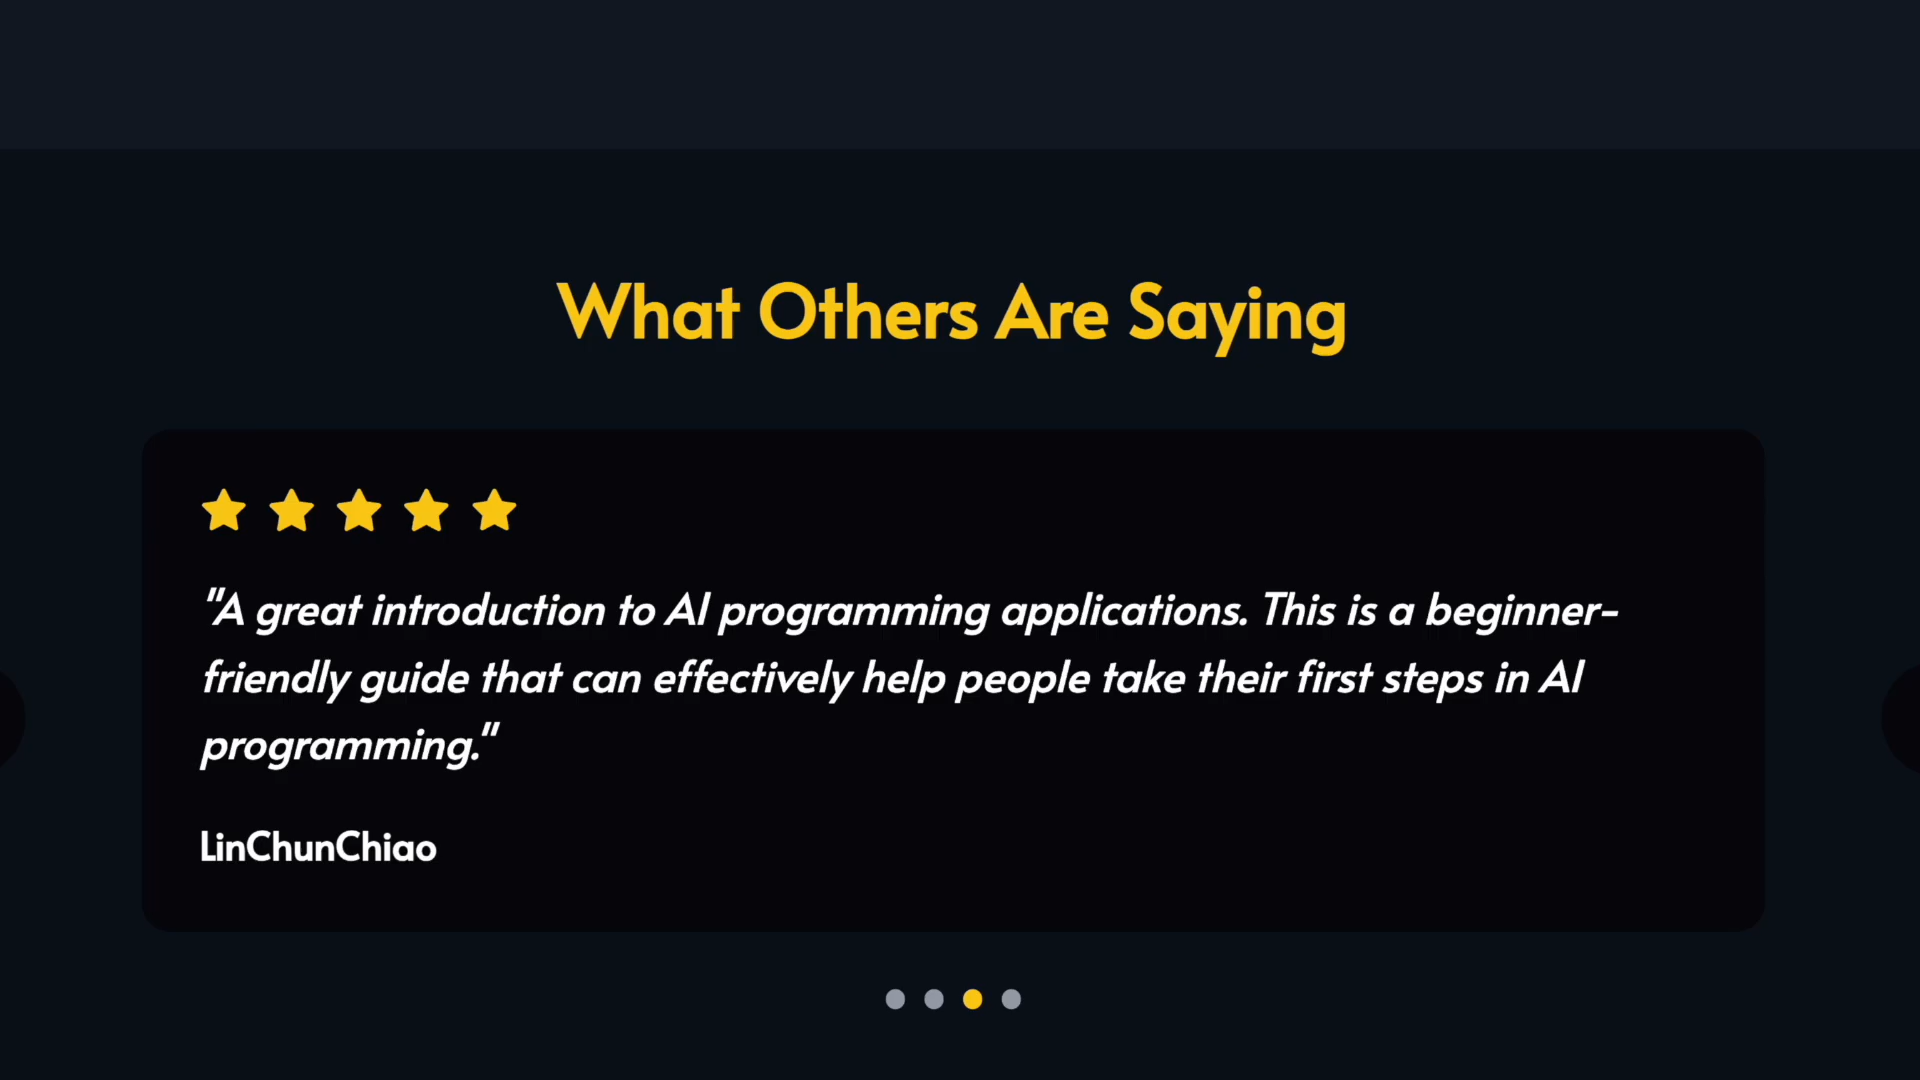 What Others Are Saying
"A great introduction to AI programming applications. This is a beginner-
friendly guide that can effectively help people take their first steps in AI
programming."
LinChunChiao